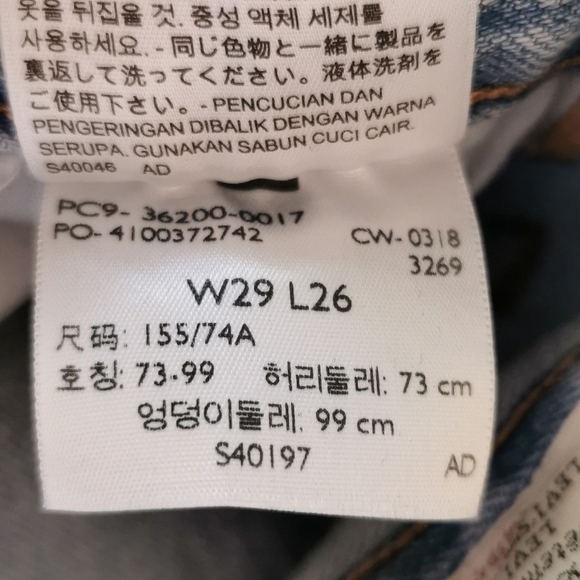 옷을 뒤집을 것. 중성 액체 세제를
사용하세요. - 同じ色物と一緒に製品を
裏返して洗ってください。液体洗剤を
ご使用下さい。- PENCUCIAN DAN
PENGERINGAN DIBALIK DENGAN WARNA
SERUPA. GUNAKAN SABUN CUCI CAIR.
S40046 AD
PC9- 36200-0017
PO- 4100372742 CW- 0318
3269
W29 L26
尺码: 155/74A
호칭: 73-99 허리둘레: 73 cm
엉덩이둘레: 99 cm
S40197
AD